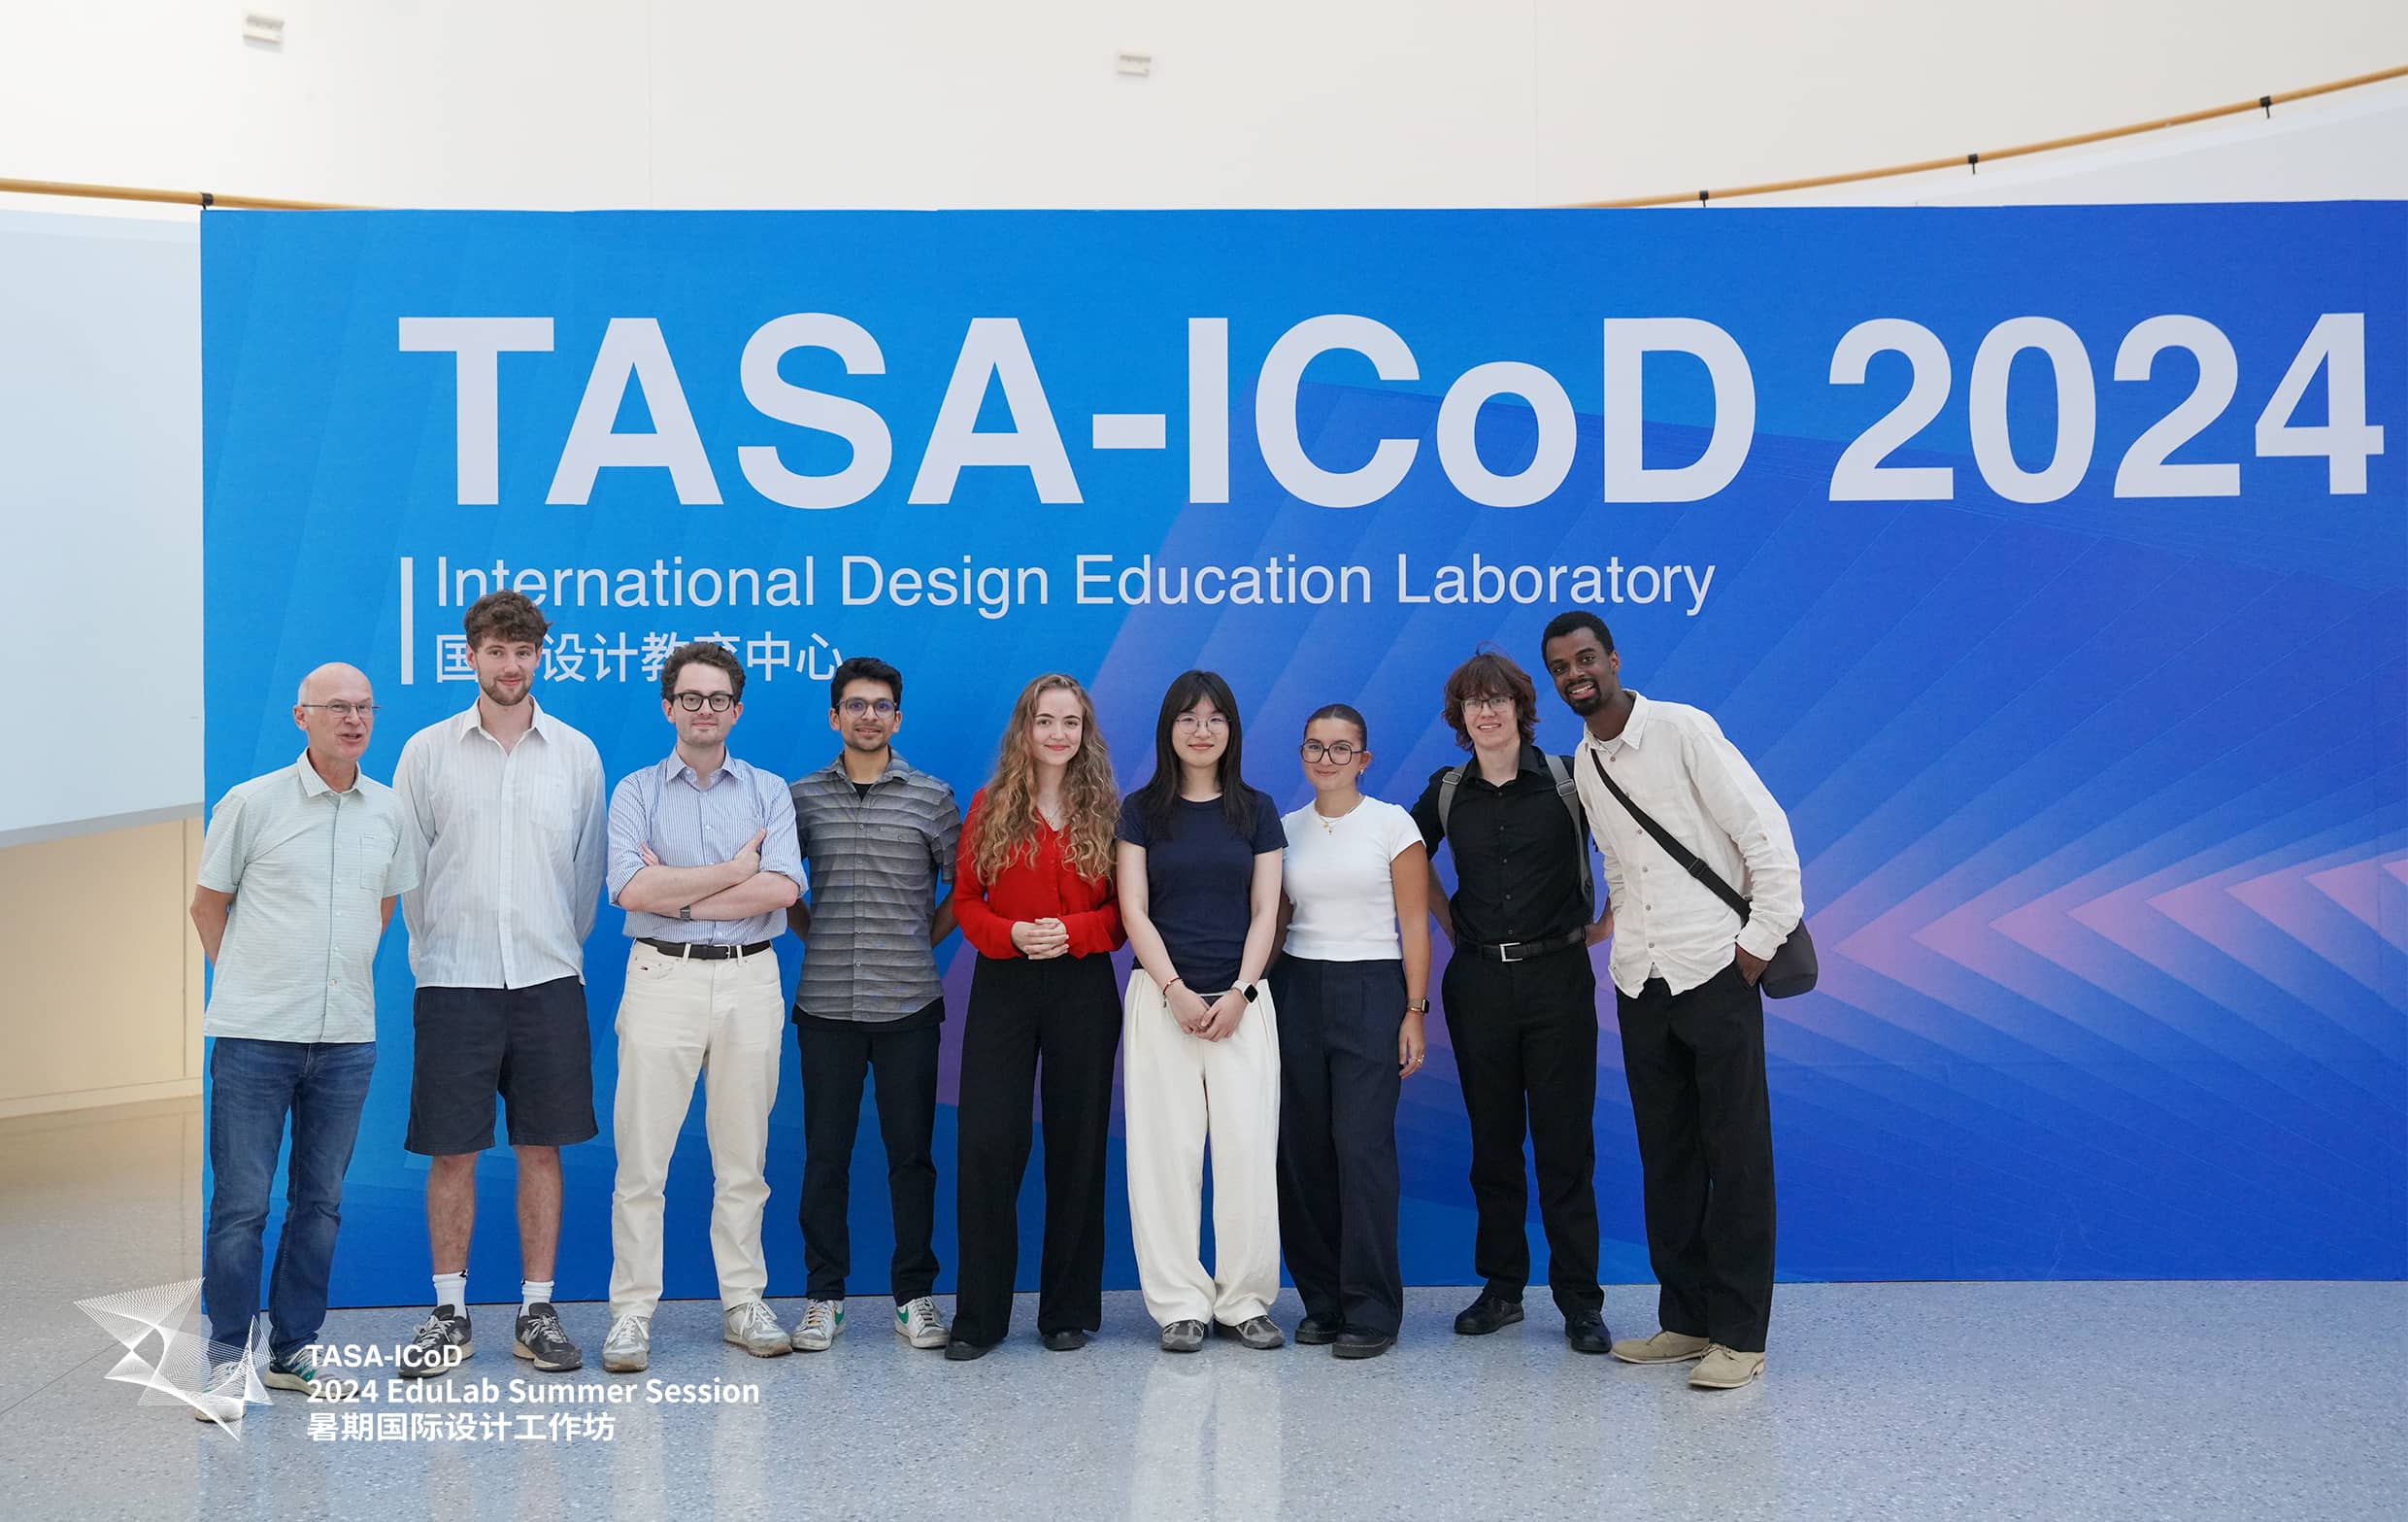 TASA-ICoD 2024
International Design Education Laboratory
国 设计教育中心
TASA-ICoD
2024 EduLab Summer Session
暑期国际设计工作坊